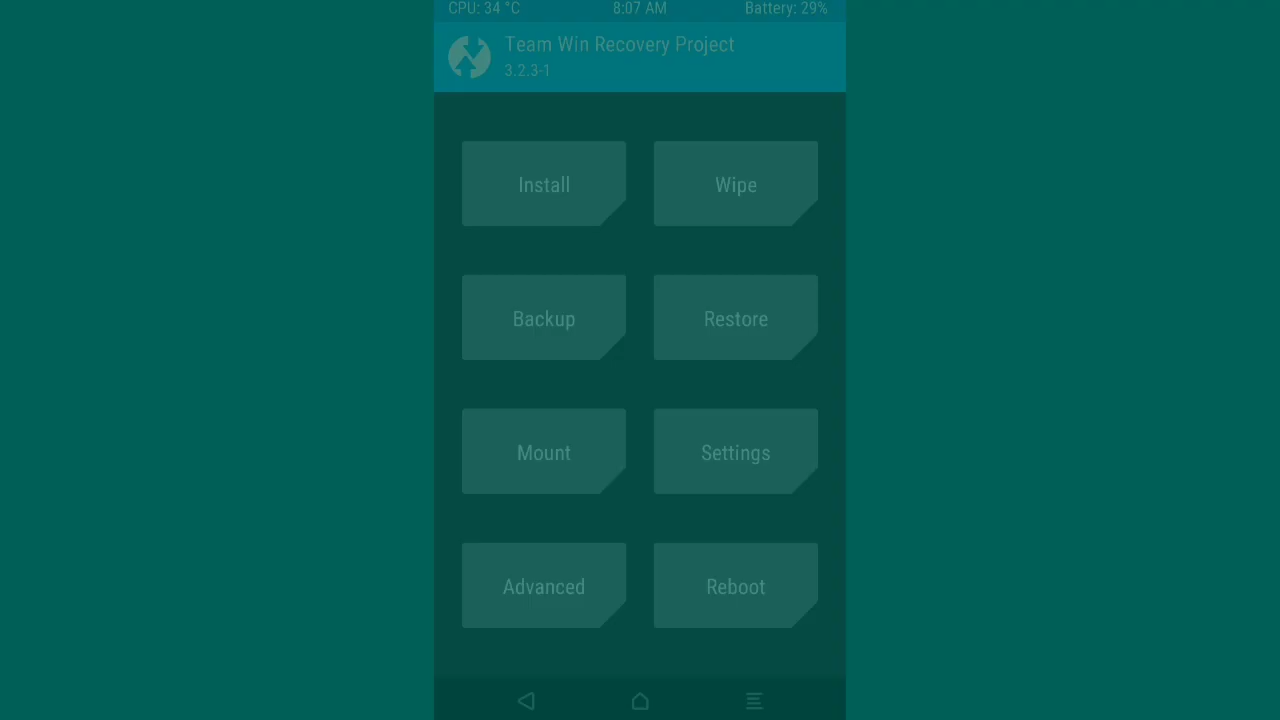 CPU: 34 °C 8:07 AM Battery: 29%
Team Win Recovery Project
3.2.3-1
Install Wipe
Backup Restore
Mount Settings
Advanced Reboot